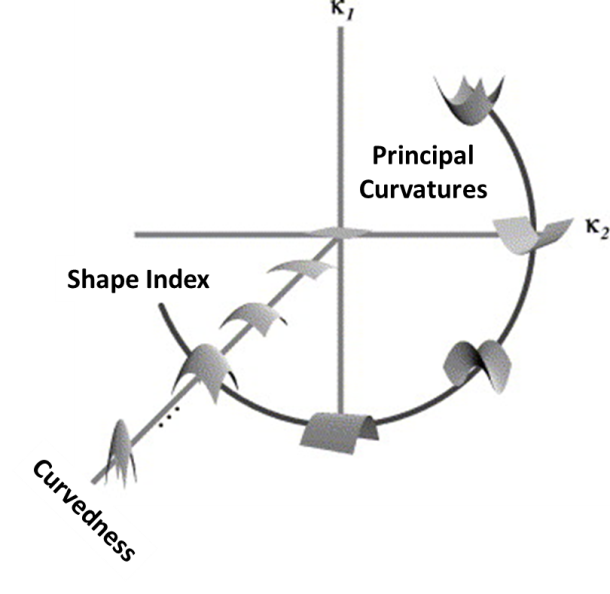 κ1
Principal
Curvatures
κ2
Shape Index
Curvedness